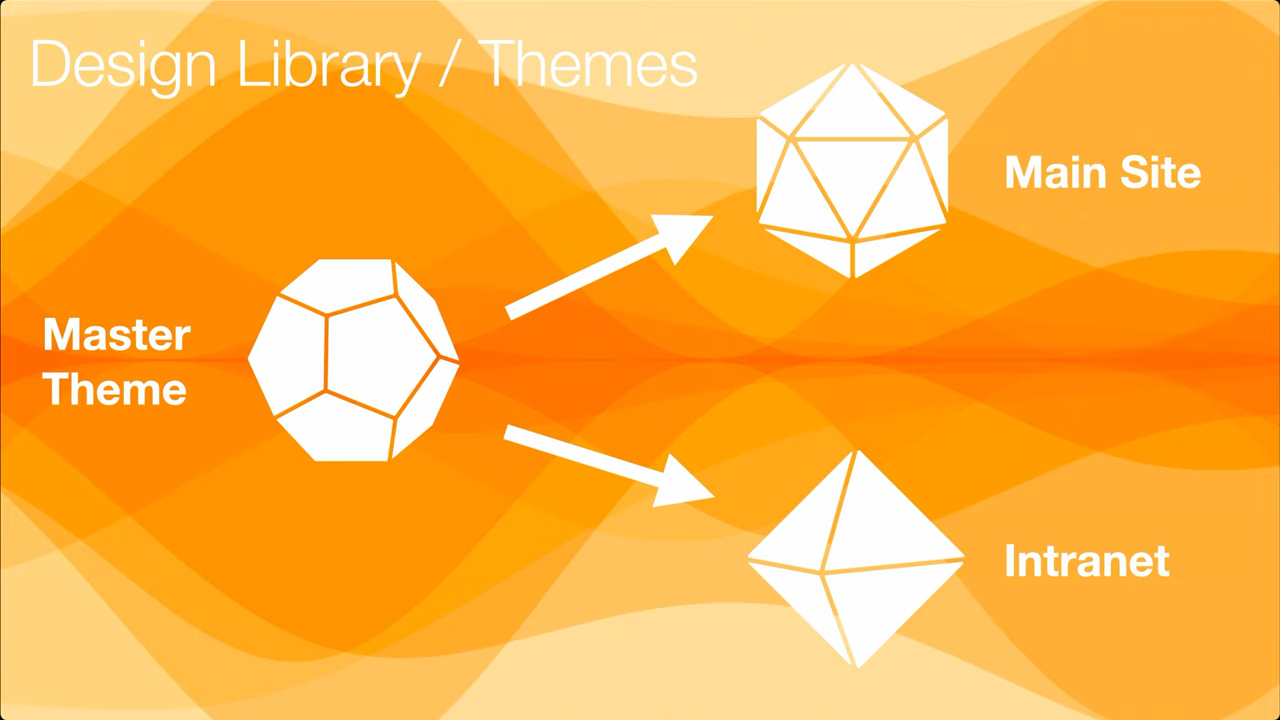 Design Library / Themes
Main Site
Master
Theme
Intranet